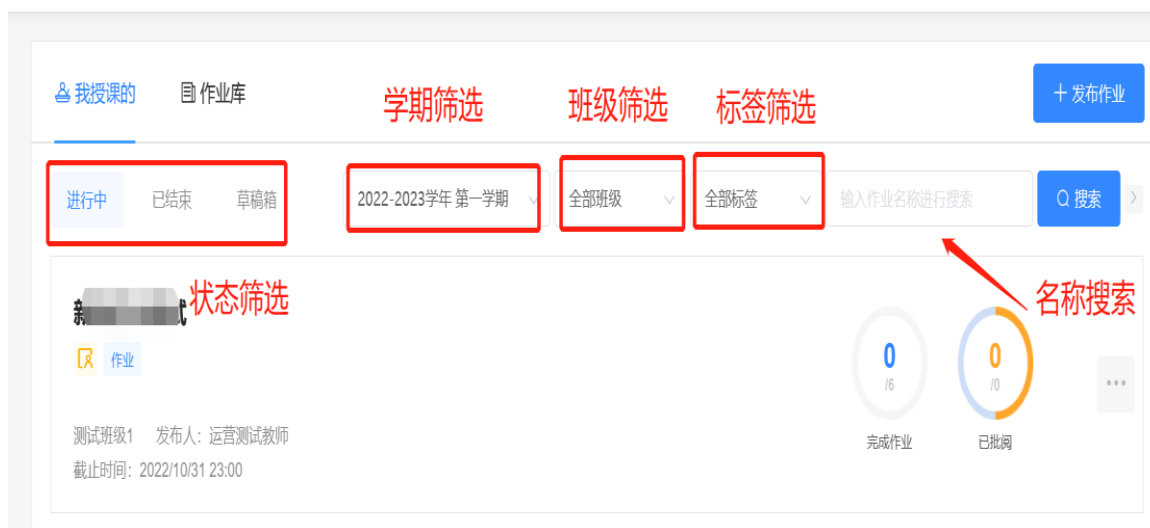 我授课的 作业库 学期筛选 班级筛选 标签筛选 + 发布作业
进行中 已结束 草稿箱 2022-2023学年 第一学期 全部班级 全部标签 输入作业名称进行搜索 搜索
状态筛选 名称搜索
作业
0 0
/6 /0
测试班级1 发布人：运营测试教师 完成作业 已批阅
截止时间：2022/10/31 23:00